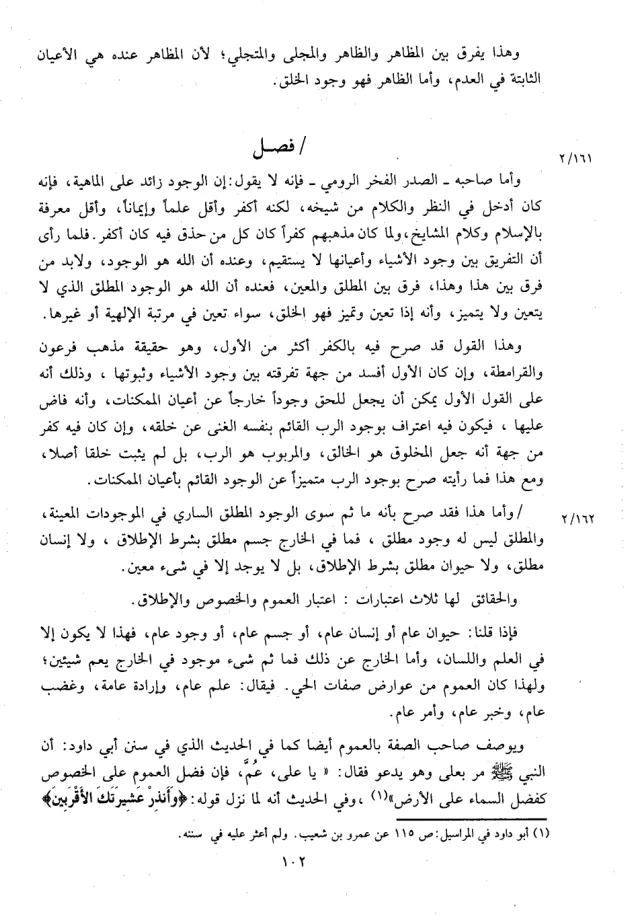 وهذا يفرق بين المظاهر والظاهر والمجلى والمتجلي؛ لأن المظاهر عنده هي الأعيان
الثابتة في العدم، وأما الظاهر فهو وجود الخلق.
/ فصــل
٢/١٦١
وأما صاحبه ـ الصدر الفخر الرومي ـ فإنه لا يقول: إن الوجود زائد على الماهية، فإنه
كان أدخل في النظر والكلام من شيخه، لكنه أكفر وأقل علماً وإيماناً، وأقل معرفة
بالإسلام وكلام المشايخ، ولما كان مذهبهم كفراً كان كل من حذق فيه كان أكفر. فلما رأى
أن التفريق بين وجود الأشياء وأعيانها لا يستقيم، وعنده أن الله هو الوجود، ولابد من
فرق بين هذا وهذا، فرق بين المطلق والمعين، فعنده أن الله هو الوجود المطلق الذي لا
يتعين ولا يتميز، وأنه إذا تعين وتميز فهو الخلق، سواء تعين في مرتبة الإلهية أو غيرها.
وهذا القول قد صرح فيه بالكفر أكثر من الأول، وهو حقيقة مذهب فرعون
والقرامطة، وإن كان الأول أفسد من جهة تفرقته بين وجود الأشياء وثبوتها ، وذلك أنه
على القول الأول يمكن أن يجعل للحق وجوداً خارجاً عن أعيان الممكنات، وأنه فاض
عليها ، فيكون فيه اعتراف بوجود الرب القائم بنفسه الغنى عن خلقه، وإن كان فيه كفر
من جهة أنه جعل المخلوق هو الخالق، والمربوب هو الرب، بل لم يثبت خلقا أصلا،
ومع هذا فما رأيته صرح بوجود الرب متميزاً عن الوجود القائم بأعيان الممكنات.
/ وأما هذا فقد صرح بأنه ما ثم سوى الوجود المطلق الساري في الموجودات المعينة،
٢/١٦٢
والمطلق ليس له وجود مطلق ، فما في الخارج جسم مطلق بشرط الإطلاق ، ولا إنسان
مطلق، ولا حيوان مطلق بشرط الإطلاق، بل لا يوجد إلا في شىء معين.
والحقائق لها ثلاث اعتبارات : اعتبار العموم والخصوص والإطلاق.
فإذا قلنا: حيوان عام أو إنسان عام، أو جسم عام، أو وجود عام، فهذا لا يكون إلا
في العلم واللسان، وأما الخارج عن ذلك فما ثم شىء موجود في الخارج يعم شيئين؛
ولهذا كان العموم من عوارض صفات الحي. فيقال: علم عام، وإرادة عامة، وغضب
عام، وخبر عام، وأمر عام.
ويوصف صاحب الصفة بالعموم أيضا كما في الحديث الذي في سنن أبي داود: أن
النبي ﷺ مر بعلى وهو يدعو فقال: « يا على، عُمَّ، فإن فضل العموم على الخصوص
كفضل السماء على الأرض»(١) ، وفي الحديث أنه لما نزل قوله: ﴿وَأَنذِرْ عَشِيرَتَكَ الأَقْرَبِينَ﴾
(١) أبو داود في المراسيل: ص ١١٥ عن عمرو بن شعيب. ولم أعثر عليه في سننه.
١٠٢